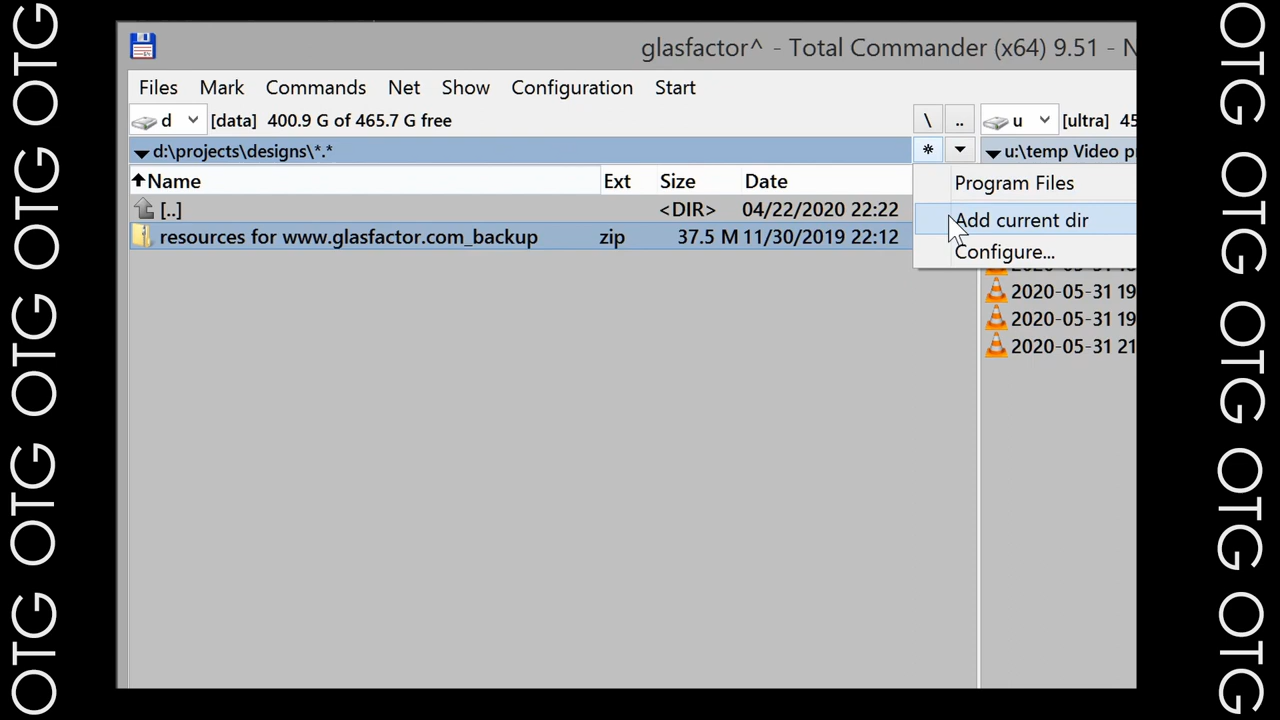 OTG OTG OTG OTG OTG
glasfactor^ - Total Commander (x64) 9.51 - N
Files Mark Commands Net Show Configuration Start
d [data] 400.9 G of 465.7 G free \ .. u [ultra] 45
d:\projects\designs\*.* * u:\temp Video p
Name Ext Size Date
Program Files
[..] <DIR> 04/22/2020 22:22
Add current dir
resources for www.glasfactor.com_backup zip 37.5 M 11/30/2019 22:12
Configure...
2020-05-31 19
2020-05-31 19
2020-05-31 21
OTG OTG OTG OTG OTG